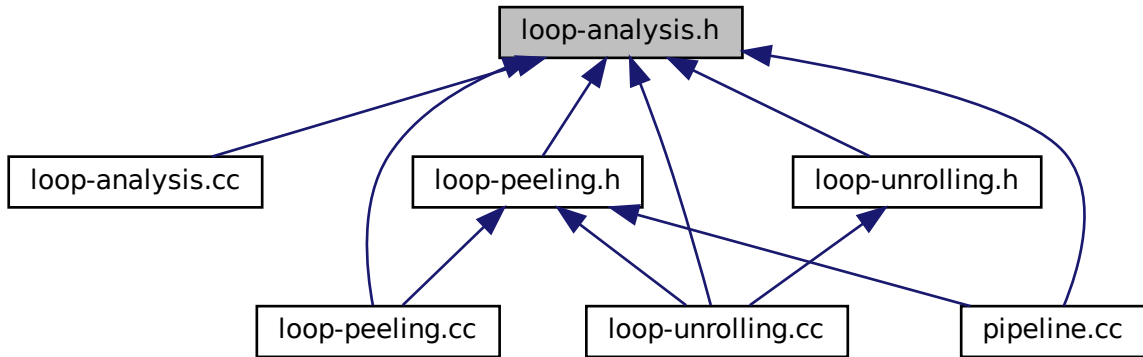 loop-analysis.h
loop-analysis.cc
loop-peeling.h
loop-unrolling.h
loop-peeling.cc
loop-unrolling.cc
pipeline.cc